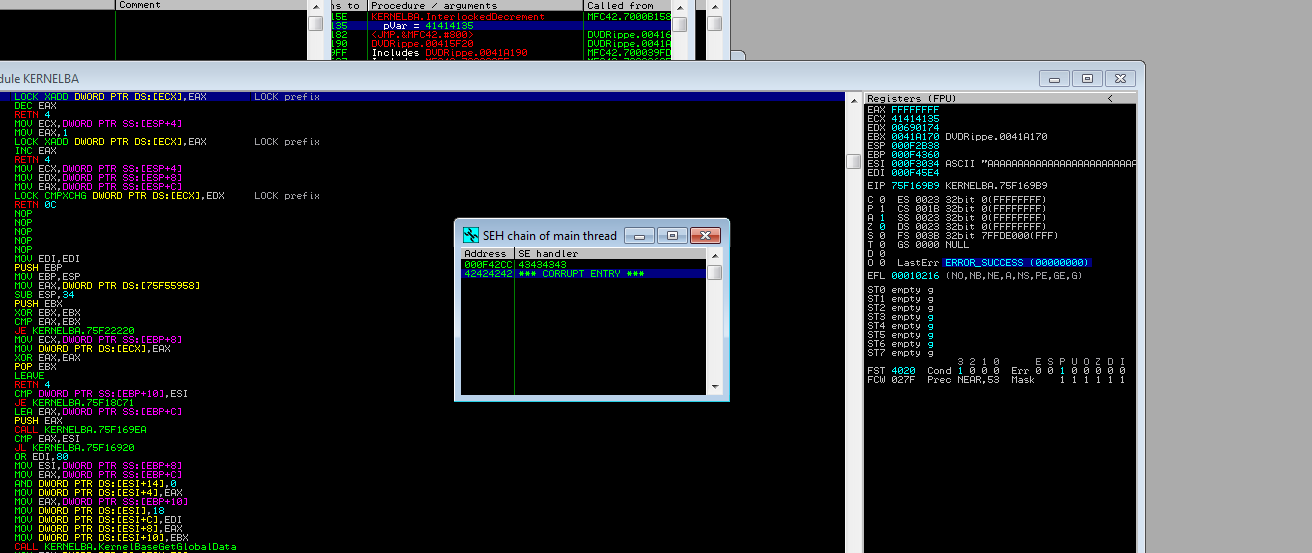 Comment
ns to Procedure / arguments Called from
15E KERNELBA.InterlockedDecrement MFC42.7000B158
135 pVar = 41414135
182 <JMP.&MFC42.#800> DVDRippe.00416
190 DVDRippe.00415F20 DVDRippe.0041A
9FF Includes DVDRippe.0041A190 MFC42.700039FD
dule KERNELBA
LOCK XADD DWORD PTR DS:[ECX],EAX LOCK prefix
DEC EAX
RETN 4
MOV ECX,DWORD PTR SS:[ESP+4]
MOV EAX,1
LOCK XADD DWORD PTR DS:[ECX],EAX LOCK prefix
INC EAX
RETN 4
MOV ECX,DWORD PTR SS:[ESP+4]
MOV EDX,DWORD PTR SS:[ESP+8]
MOV EAX,DWORD PTR SS:[ESP+C]
LOCK CMPXCHG DWORD PTR DS:[ECX],EDX LOCK prefix
RETN 0C
NOP
NOP
NOP
NOP
NOP
MOV EDI,EDI
PUSH EBP
MOV EBP,ESP
MOV EAX,DWORD PTR DS:[75F55958]
SUB ESP,34
PUSH EBX
XOR EBX,EBX
CMP EAX,EBX
JE KERNELBA.75F22220
MOV ECX,DWORD PTR SS:[EBP+8]
MOV DWORD PTR DS:[ECX],EAX
XOR EAX,EAX
POP EBX
LEAVE
RETN 4
CMP DWORD PTR SS:[EBP+10],ESI
JE KERNELBA.75F18C71
LEA EAX,DWORD PTR SS:[EBP+C]
PUSH EAX
CALL KERNELBA.75F169EA
CMP EAX,ESI
JL KERNELBA.75F16920
OR EDI,80
MOV ESI,DWORD PTR SS:[EBP+8]
MOV EAX,DWORD PTR SS:[EBP+C]
AND DWORD PTR DS:[ESI+14],0
MOV DWORD PTR DS:[ESI+4],EAX
MOV EAX,DWORD PTR SS:[EBP+10]
MOV DWORD PTR DS:[ESI],18
MOV DWORD PTR DS:[ESI+C],EDI
MOV DWORD PTR DS:[ESI+8],EAX
MOV DWORD PTR DS:[ESI+10],EBX
CALL KERNELBA.KernelBaseGetGlobalData
SEH chain of main thread
Address SE handler
000F42CC 43434343
42424242 *** CORRUPT ENTRY ***
Registers (FPU) <
EAX FFFFFFFF
ECX 41414135
EDX 00690174
EBX 0041A170 DVDRippe.0041A170
ESP 000F2B38
EBP 000F4360
ESI 000F3034 ASCII "AAAAAAAAAAAAAAAAAAAAAAAAA
EDI 000F45E4
EIP 75F169B9 KERNELBA.75F169B9
C 0 ES 0023 32bit 0(FFFFFFFF)
P 1 CS 001B 32bit 0(FFFFFFFF)
A 1 SS 0023 32bit 0(FFFFFFFF)
Z 0 DS 0023 32bit 0(FFFFFFFF)
S 0 FS 003B 32bit 7FFDE000(FFF)
T 0 GS 0000 NULL
D 0
O 0 LastErr ERROR_SUCCESS (00000000)
EFL 00010216 (NO,NB,NE,A,NS,PE,GE,G)
ST0 empty g
ST1 empty g
ST2 empty g
ST3 empty g
ST4 empty g
ST5 empty g
ST6 empty g
ST7 empty g
3 2 1 0 E S P U O Z D I
FST 4020 Cond 1 0 0 0 Err 0 0 1 0 0 0 0 0
FCW 027F Prec NEAR,53 Mask 1 1 1 1 1 1